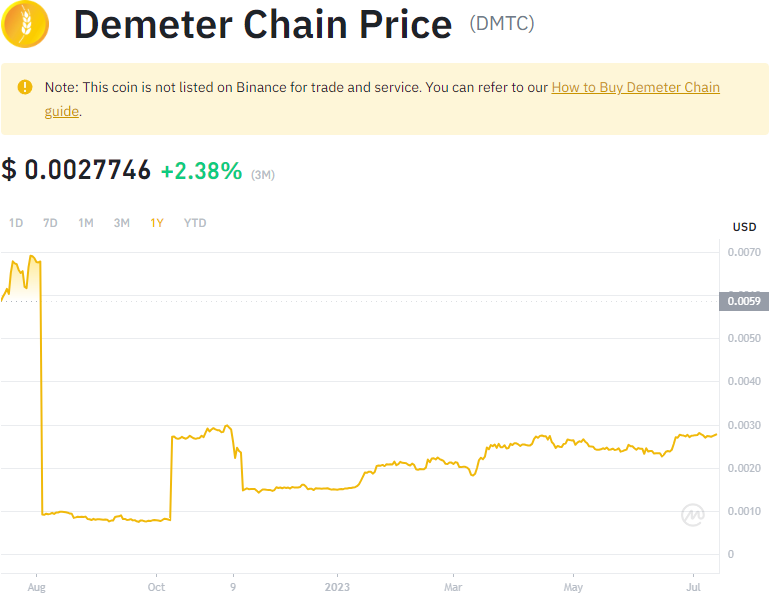 Demeter Chain Price (DMTC)
Note: This coin is not listed on Binance for trade and service. You can refer to our How to Buy Demeter Chain
guide.
$ 0.0027746 +2.38% (3M)
1D 7D 1M 3M 1Y YTD
USD
0.0070
0.0059
0.0050
0.0040
0.0030
0.0020
0.0010
0
Aug Oct 9 2023 Mar May Jul